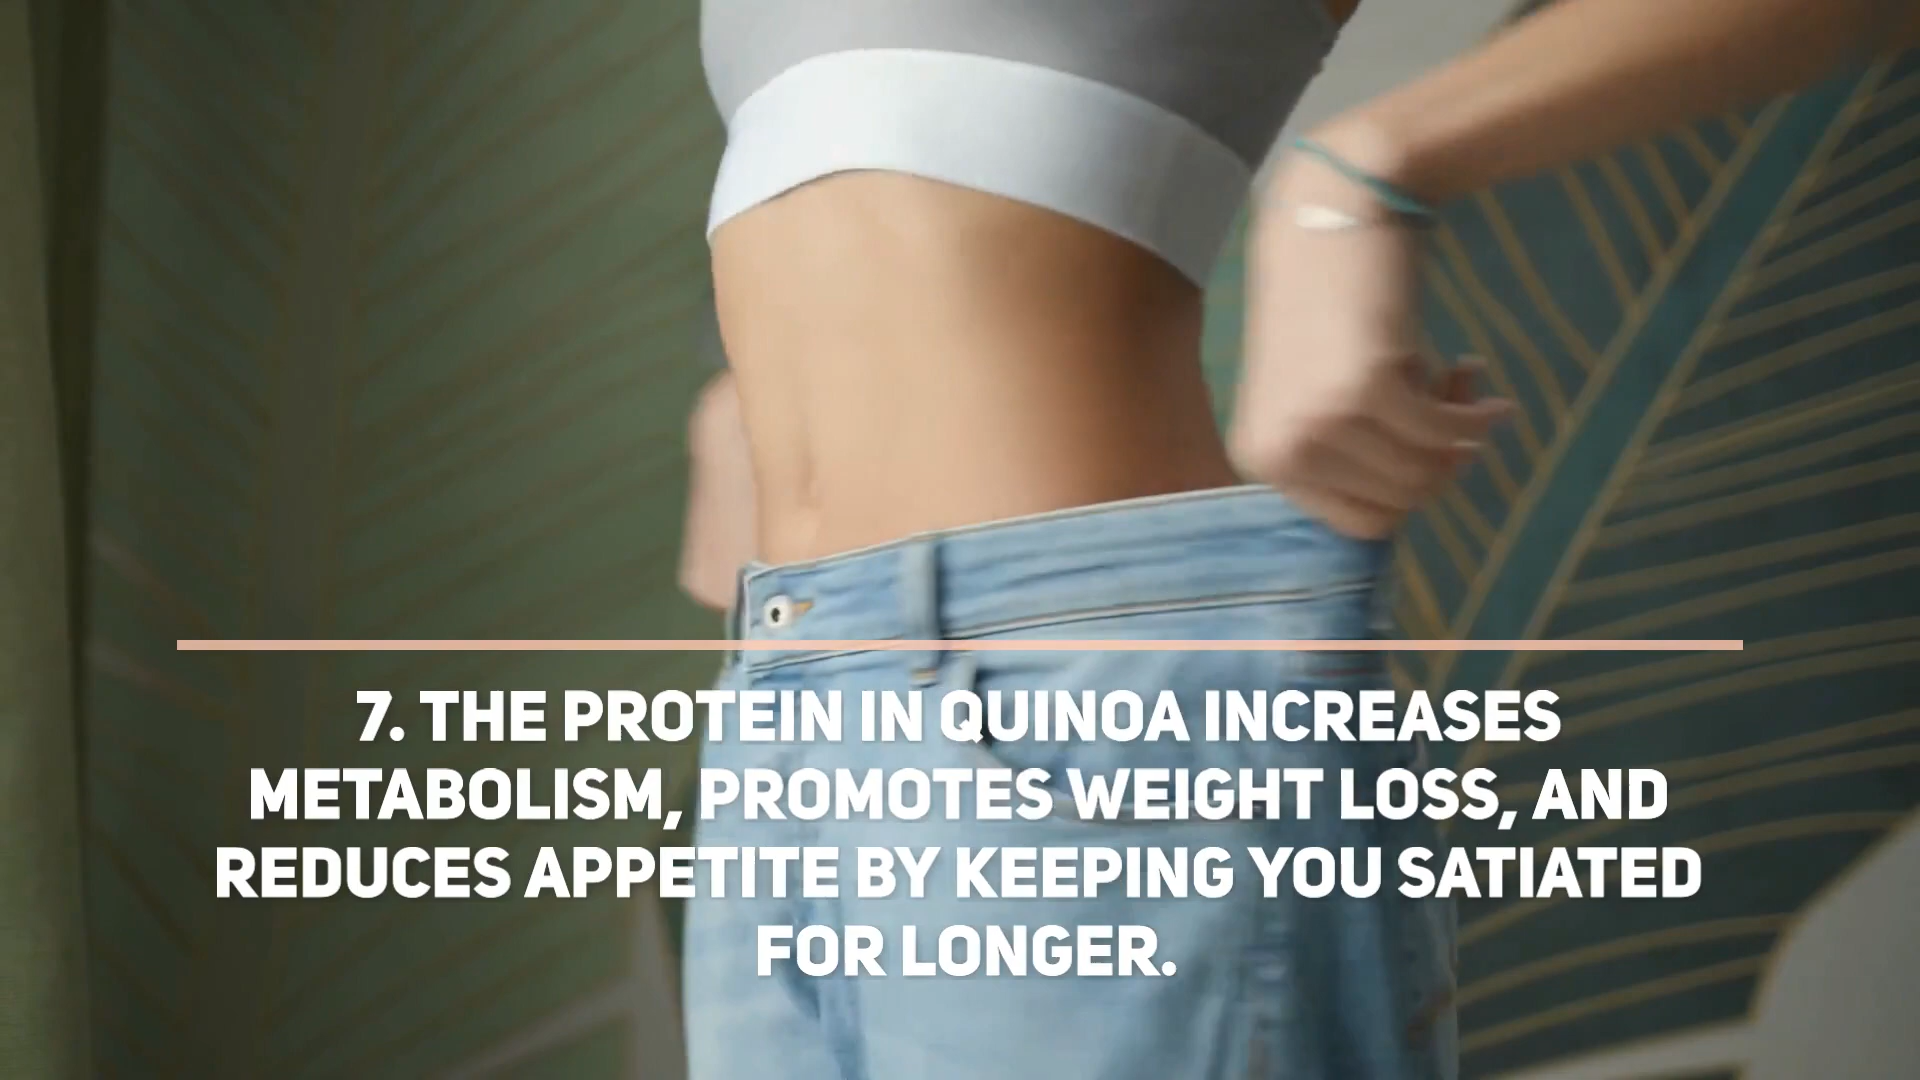 7. THE PROTEIN IN QUINOA INCREASES
METABOLISM, PROMOTES WEIGHT LOSS, AND
REDUCES APPETITE BY KEEPING YOU SATIATED
FOR LONGER.